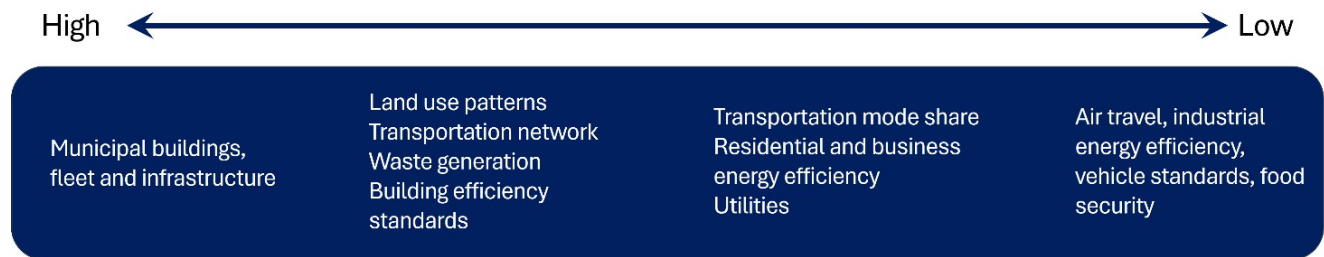 High
Low
Municipal buildings,
fleet and infrastructure
Land use patterns
Transportation network
Waste generation
Building efficiency
standards
Transportation mode share
Residential and business
energy efficiency
Utilities
Air travel, industrial
energy efficiency,
vehicle standards, food
security